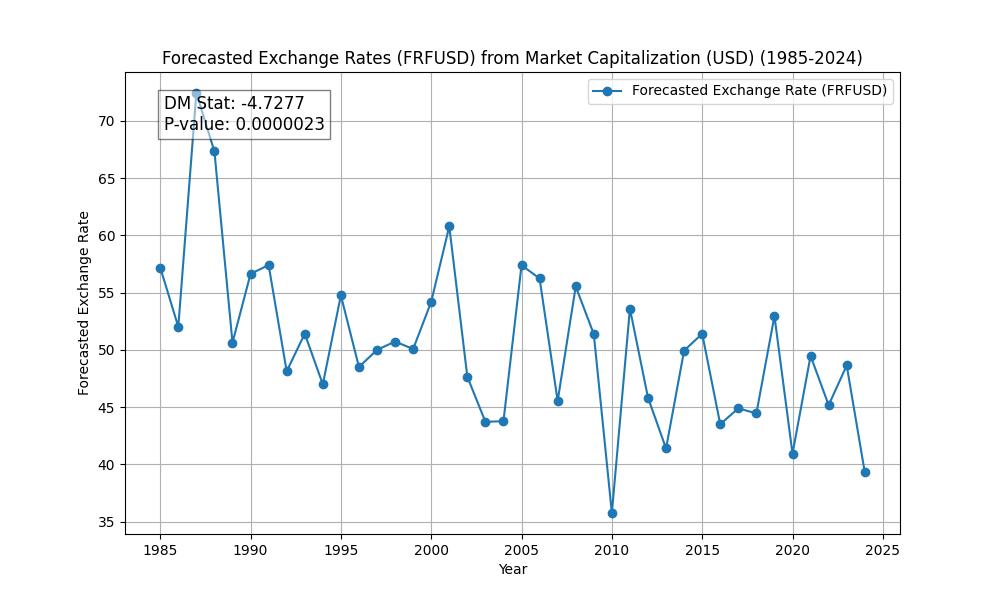 Forecasted Exchange Rates (FRFUSD) from Market Capitalization (USD) (1985-2024)
DM Stat: -4.7277
P-value: 0.0000023
Forecasted Exchange Rate (FRFUSD)
Forecasted Exchange Rate
70
65
60
55
50
45
40
35
1985 1990 1995 2000 2005 2010 2015 2020 2025
Year